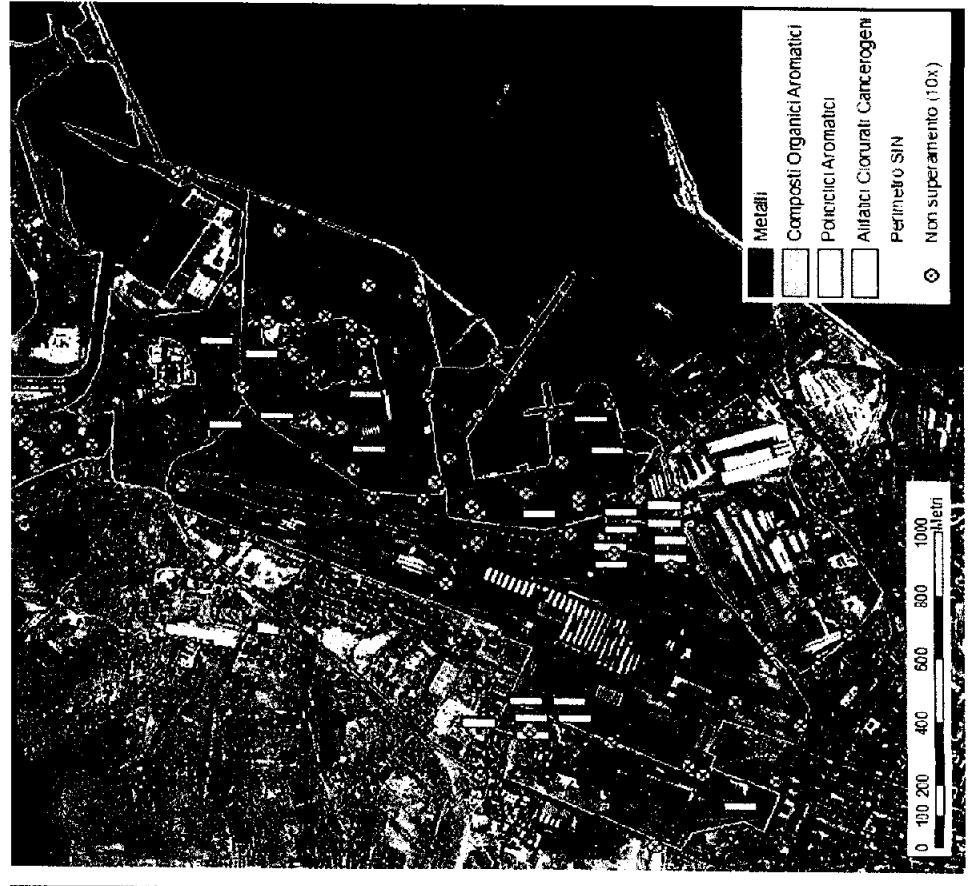 Metalli
Composti Organici Aromatici
Policiclici Aromatici
Alifatici Clorurati Cancerogeni
Perimetro SIN
Non superamento (10x)
0 100 200 400 600 800 1000
Metri